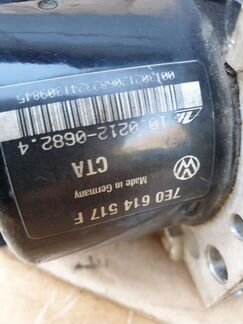 7E0 614 517 F
Made in Germany
CTA
10.0212-0682.4